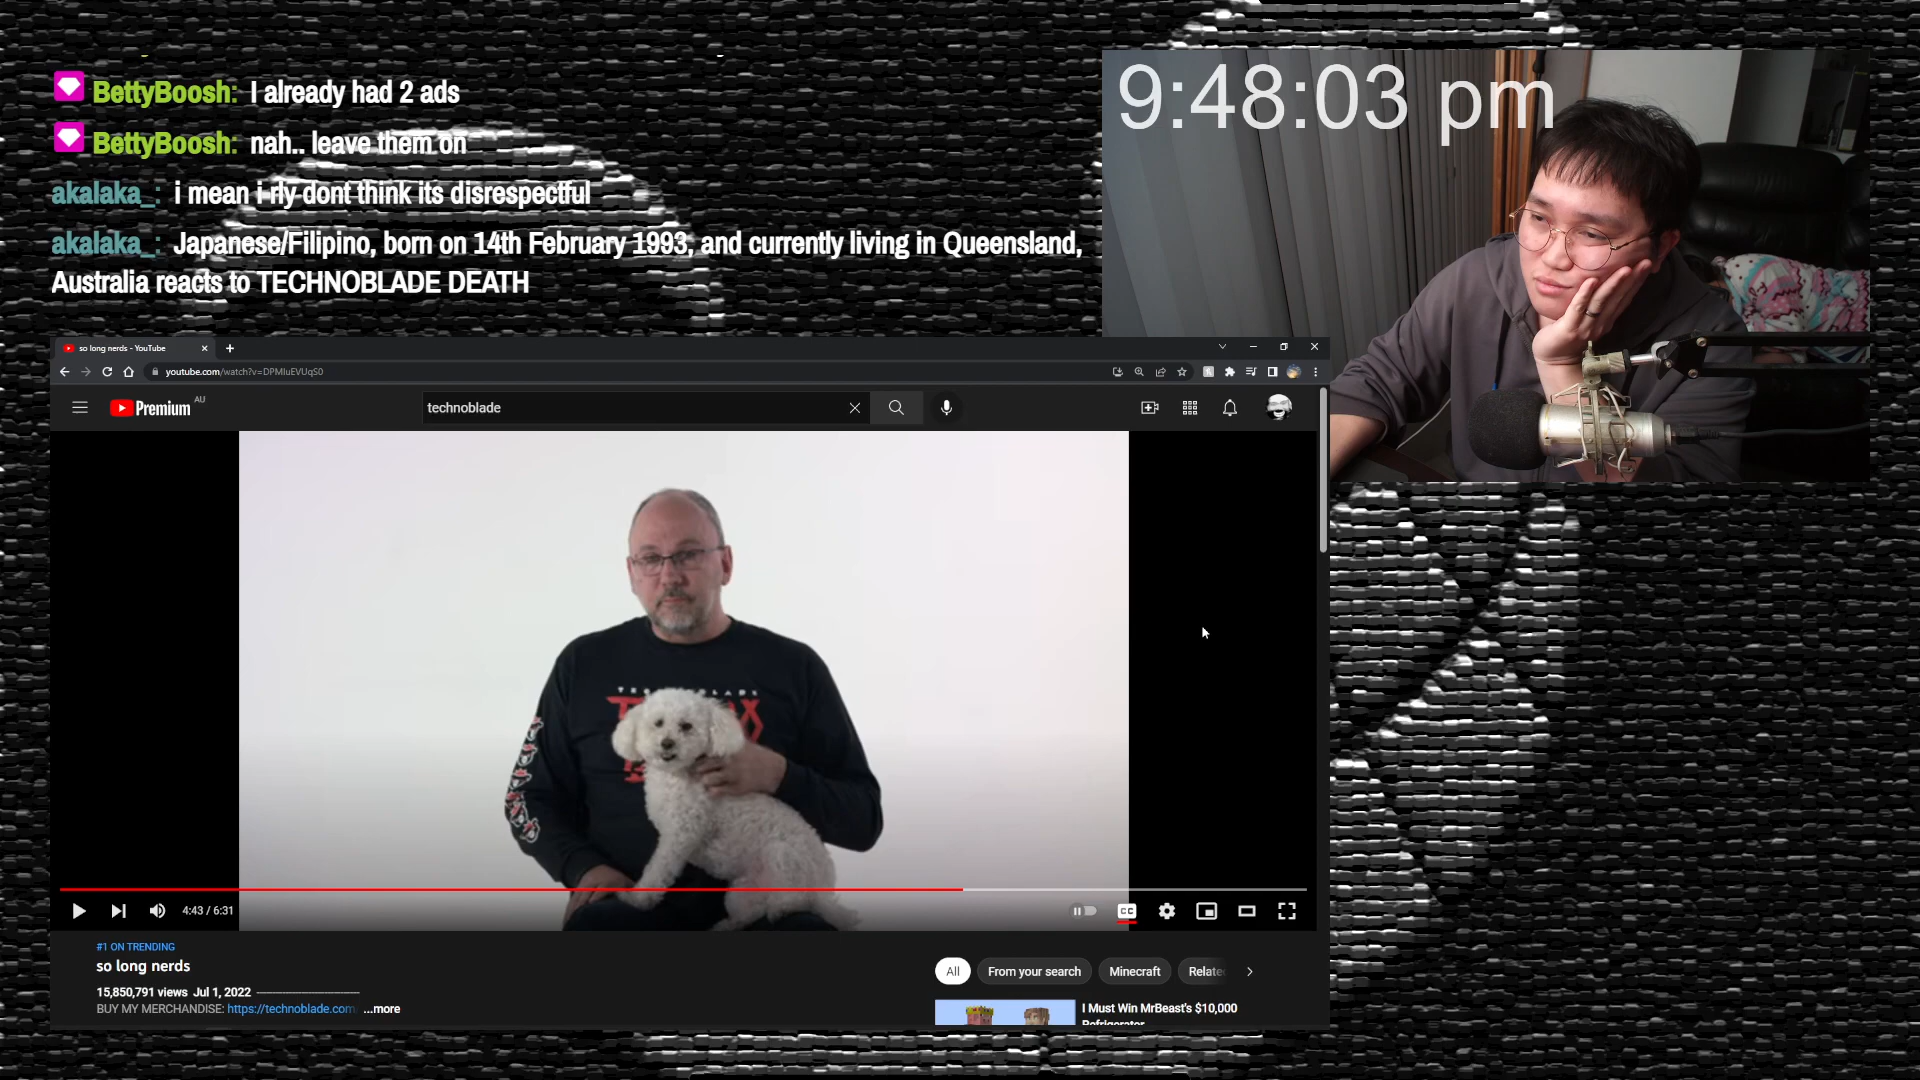 BettyBoosh: I already had 2 ads
BettyBoosh: nah.. leave them on
akalaka_: i mean i rly dont think its disrespectful
akalaka_: Japanese/Filipino, born on 14th February 1993, and currently living in Queensland,
Australia reacts to TECHNOBLADE DEATH
9:48:03 pm
so long nerds - YouTube
youtube.com/watch?v=DPMluEVUqS0
Premium AU
technoblade
TECHNOBLADE
4:43 / 6:31
CC
#1 ON TRENDING
so long nerds
15,850,791 views Jul 1, 2022 ------------------------------
BUY MY MERCHANDISE: https://technoblade.com ...more
All
From your search
Minecraft
Relate
I Must Win MrBeast's $10,000
Refrigerator